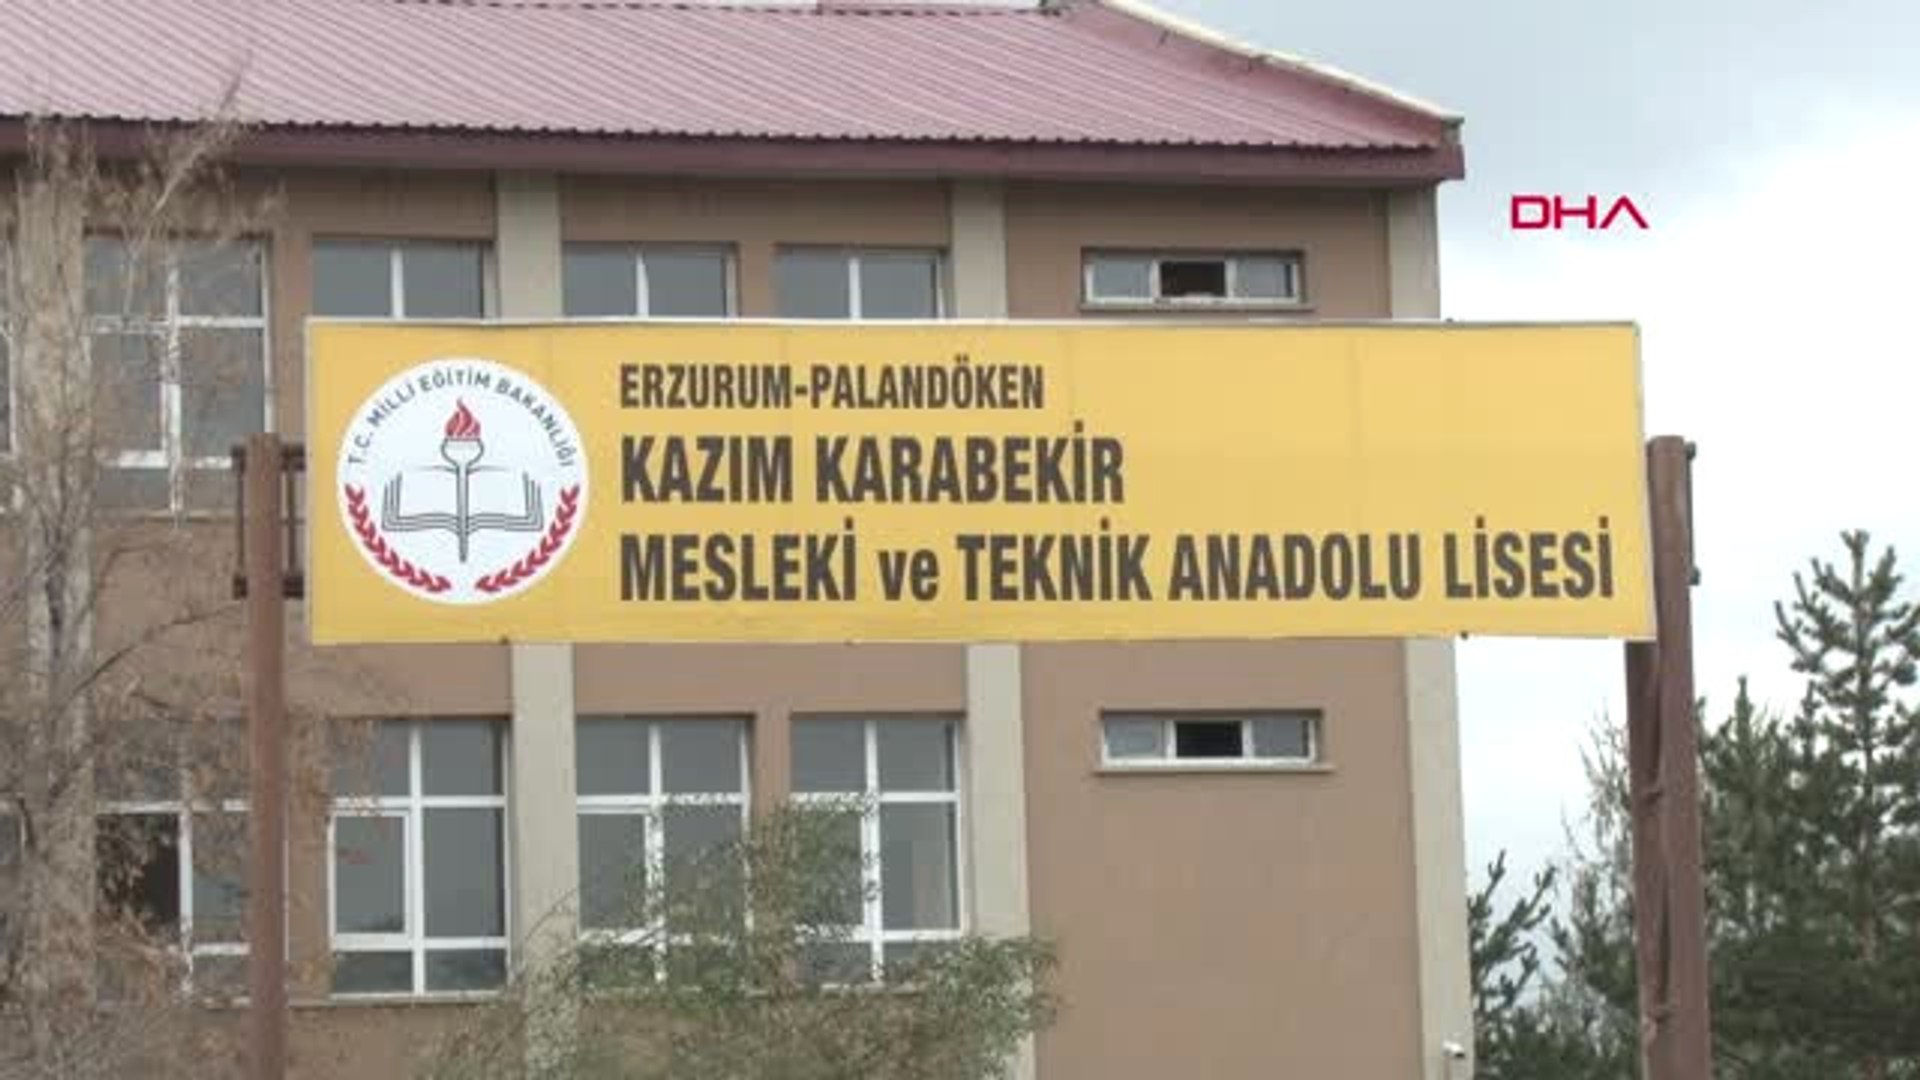 DHA
T.C. MİLLİ EĞİTİM BAKANLIĞI
ERZURUM-PALANDÖKEN
KAZIM KARABEKİR
MESLEKİ ve TEKNİK ANADOLU LİSESİ